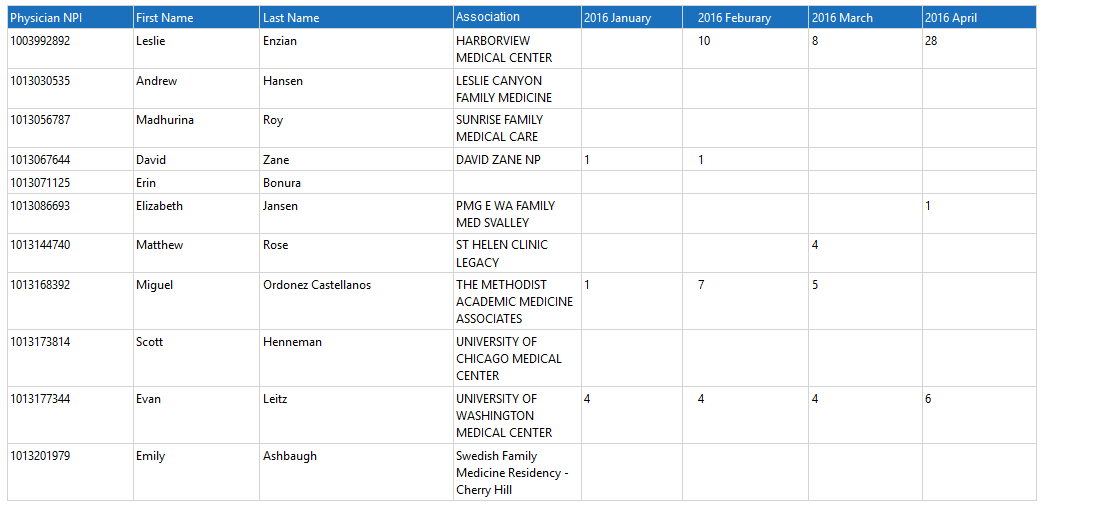 Physician NPI First Name Last Name Association 2016 January 2016 Feburary 2016 March 2016 April
1003992892 Leslie Enzian HARBORVIEW 10 8 28
MEDICAL CENTER
1013030535 Andrew Hansen LESLIE CANYON
FAMILY MEDICINE
1013056787 Madhurina Roy SUNRISE FAMILY
MEDICAL CARE
1013067644 David Zane DAVID ZANE NP 1 1
1013071125 Erin Bonura
1013086693 Elizabeth Jansen PMG E WA FAMILY 1
MED SVALLEY
1013144740 Matthew Rose ST HELEN CLINIC 4
LEGACY
1013168392 Miguel Ordonez Castellanos THE METHODIST 1 7 5
ACADEMIC MEDICINE
ASSOCIATES
1013173814 Scott Henneman UNIVERSITY OF
CHICAGO MEDICAL
CENTER
1013177344 Evan Leitz UNIVERSITY OF 4 4 4 6
WASHINGTON
MEDICAL CENTER
1013201979 Emily Ashbaugh Swedish Family
Medicine Residency -
Cherry Hill